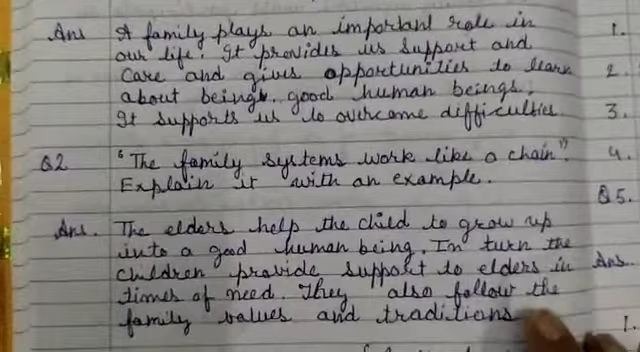 Ans A family plays an important role in
our life. It provides us support and
care and gives opportunities to learn
about being. good human beings.
It supports us to overcome difficulties.
Q2 "The family systems work like a chain".
Explain it with an example.
Ans. The elders help the child to grow up
into a good human being. In turn the
children provide support to elders in
times of need. They also follow the
family values and traditions
1.
2.
3.
4.
Q5.
Ans.
1.